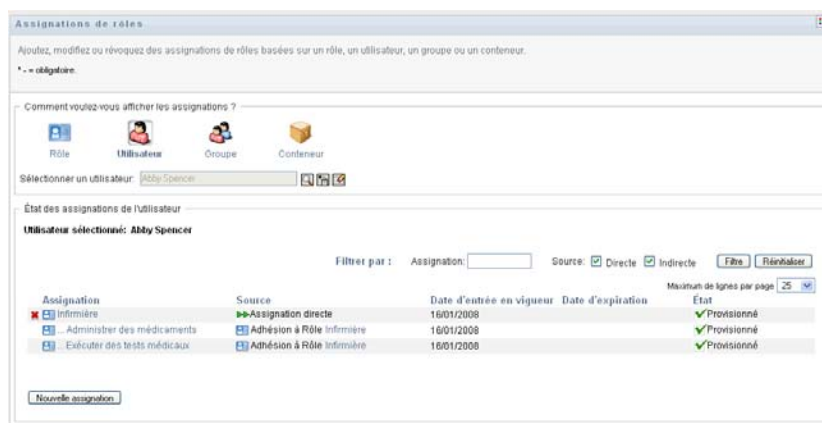 Assignations de rôles
Ajoutez, modifiez ou révoquez des assignations de rôles basées sur un rôle, un utilisateur, un groupe ou un conteneur.
* - = obligatoire.
Comment voulez-vous afficher les assignations ?
Rôle Utilisateur Groupe Conteneur
Sélectionner un utilisateur: Abby Spencer
État des assignations de l'utilisateur
Utilisateur sélectionné: Abby Spencer
Filtrer par : Assignation: Source: Directe Indirecte Filtre Réinitialiser
Maximum de lignes par page 25
Assignation Source Date d'entrée en vigueur Date d'expiration État
Infirmière Assignation directe 16/01/2008 Provisionné
... Administrer des médicaments Adhésion à Rôle Infirmière 16/01/2008 Provisionné
... Exécuter des tests médicaux Adhésion à Rôle Infirmière 16/01/2008 Provisionné
Nouvelle assignation